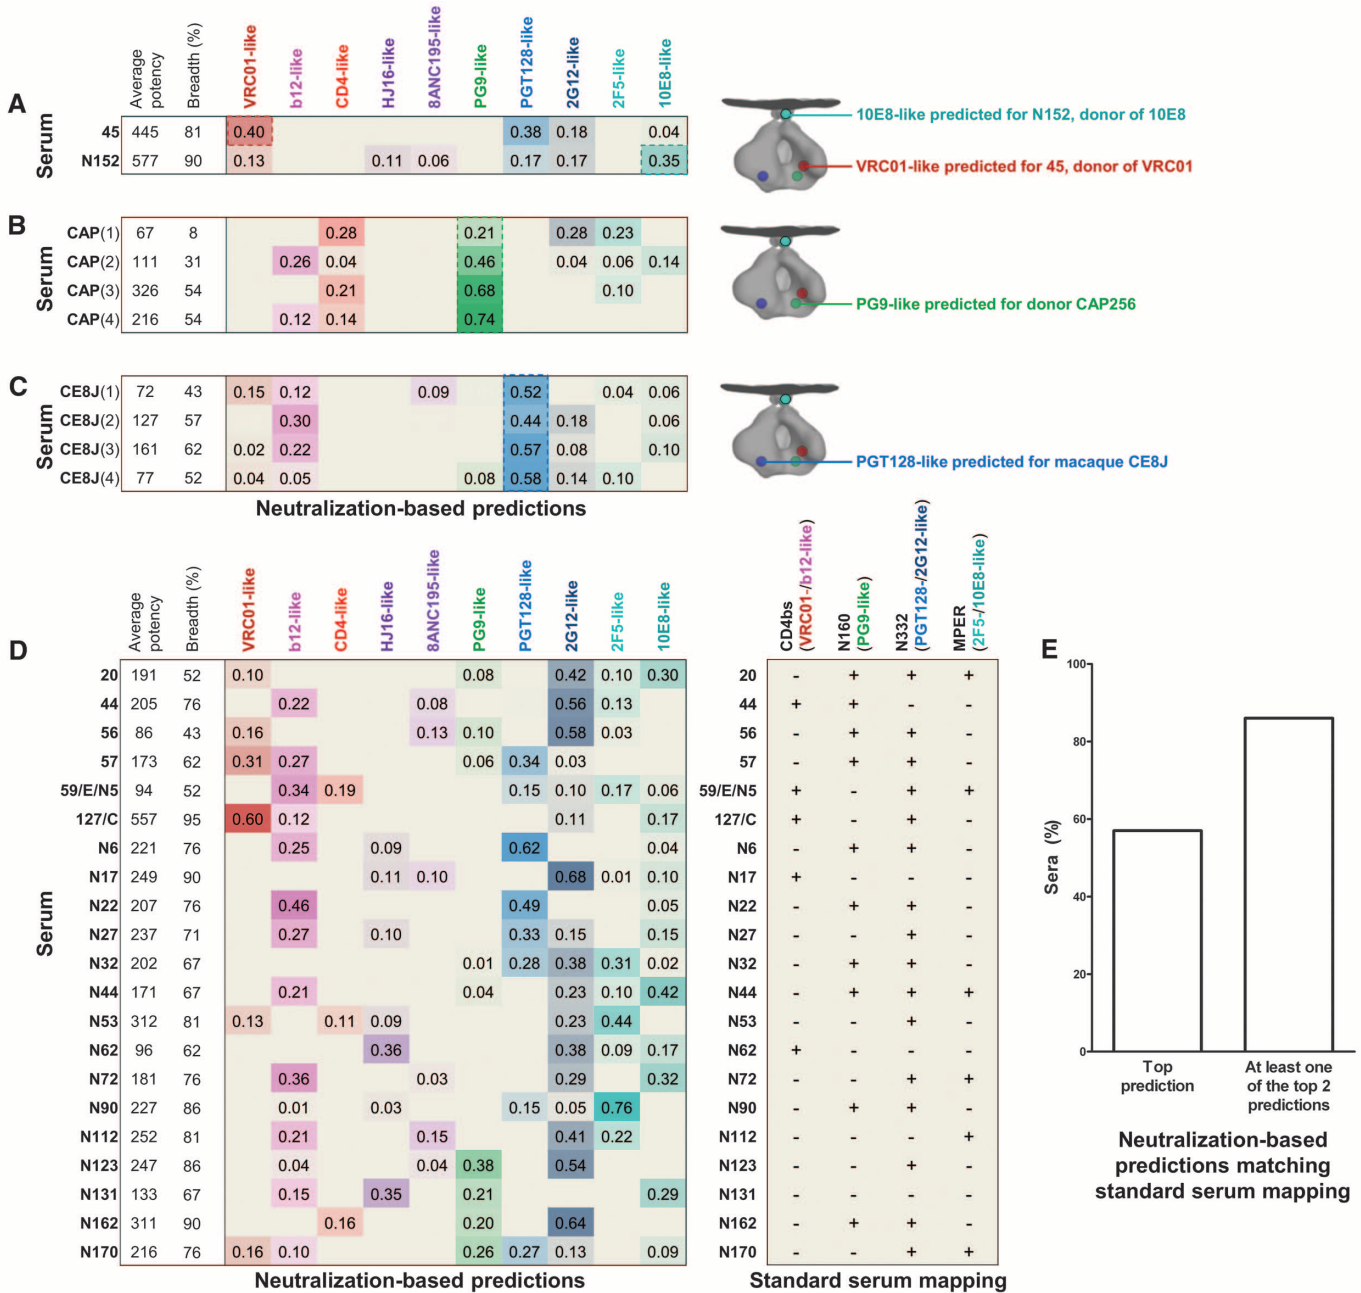 A
Average potency
Breadth (%)
VRC01-like
b12-like
CD4-like
HJ16-like
8ANC195-like
PG9-like
PGT128-like
2G12-like
2F5-like
10E8-like
Serum
45 445 81 0.40 0.38 0.18 0.04
N152 577 90 0.13 0.11 0.06 0.17 0.17 0.35
10E8-like predicted for N152, donor of 10E8
VRC01-like predicted for 45, donor of VRC01
B
Serum
CAP(1) 67 8 0.28 0.21 0.28 0.23
CAP(2) 111 31 0.26 0.04 0.46 0.04 0.06 0.14
CAP(3) 326 54 0.21 0.68 0.10
CAP(4) 216 54 0.12 0.14 0.74
PG9-like predicted for donor CAP256
C
Serum
CE8J(1) 72 43 0.15 0.12 0.09 0.52 0.04 0.06
CE8J(2) 127 57 0.30 0.44 0.18 0.06
CE8J(3) 161 62 0.02 0.22 0.57 0.08 0.10
CE8J(4) 77 52 0.04 0.05 0.08 0.58 0.14 0.10
PGT128-like predicted for macaque CE8J
Neutralization-based predictions
D
Average potency
Breadth (%)
VRC01-like
b12-like
CD4-like
HJ16-like
8ANC195-like
PG9-like
PGT128-like
2G12-like
2F5-like
10E8-like
Serum
20 191 52 0.10 0.08 0.42 0.10 0.30
44 205 76 0.22 0.08 0.56 0.13
56 86 43 0.16 0.13 0.10 0.58 0.03
57 173 62 0.31 0.27 0.06 0.34 0.03
59/E/N5 94 52 0.34 0.19 0.15 0.10 0.17 0.06
127/C 557 95 0.60 0.12 0.11 0.17
N6 221 76 0.25 0.09 0.62 0.04
N17 249 90 0.11 0.10 0.68 0.01 0.10
N22 207 76 0.46 0.49 0.05
N27 237 71 0.27 0.10 0.33 0.15 0.15
N32 202 67 0.01 0.28 0.38 0.31 0.02
N44 171 67 0.21 0.04 0.23 0.10 0.42
N53 312 81 0.13 0.11 0.09 0.23 0.44
N62 96 62 0.36 0.38 0.09 0.17
N72 181 76 0.36 0.03 0.29 0.32
N90 227 86 0.01 0.03 0.15 0.05 0.76
N112 252 81 0.21 0.15 0.41 0.22
N123 247 86 0.04 0.04 0.38 0.54
N131 133 67 0.15 0.35 0.21 0.29
N162 311 90 0.16 0.20 0.64
N170 216 76 0.16 0.10 0.26 0.27 0.13 0.09
Neutralization-based predictions
CD4bs (VRC01-/b12-like)
N160 (PG9-like)
N332 (PGT128-/2G12-like)
MPER (2F5-/10E8-like)
20 - + + +
44 + + - -
56 - + + -
57 - + + -
59/E/N5 + - + +
127/C + - + -
N6 - + + -
N17 + - - -
N22 - + + -
N27 - - + -
N32 - + + -
N44 - + + +
N53 - - + -
N62 + - - -
N72 - - + +
N90 - + + -
N112 - - - +
N123 - - + -
N131 - - - -
N162 - + + -
N170 - - + +
Standard serum mapping
E
Sera (%)
100
80
60
40
20
0
Top prediction
At least one of the top 2 predictions
Neutralization-based
predictions matching
standard serum mapping